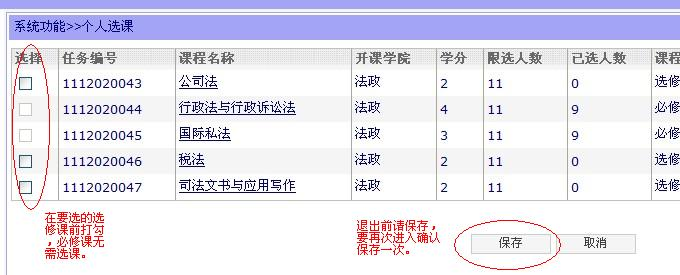 系统功能>>个人选课
选择 任务编号 课程名称 开课学院 学分 限选人数 已选人数 课程
1112020043 公司法 法政 2 11 0 选修
1112020044 行政法与行政诉讼法 法政 4 11 9 必修
1112020045 国际私法 法政 3 11 9 必修
1112020046 税法 法政 2 11 0 选修
1112020047 司法文书与应用写作 法政 2 11 0 选修
在要选的选
修课前打勾
，必修课无
需选课。
退出前请保存，
要再次进入确认
保存一次。
保存 取消